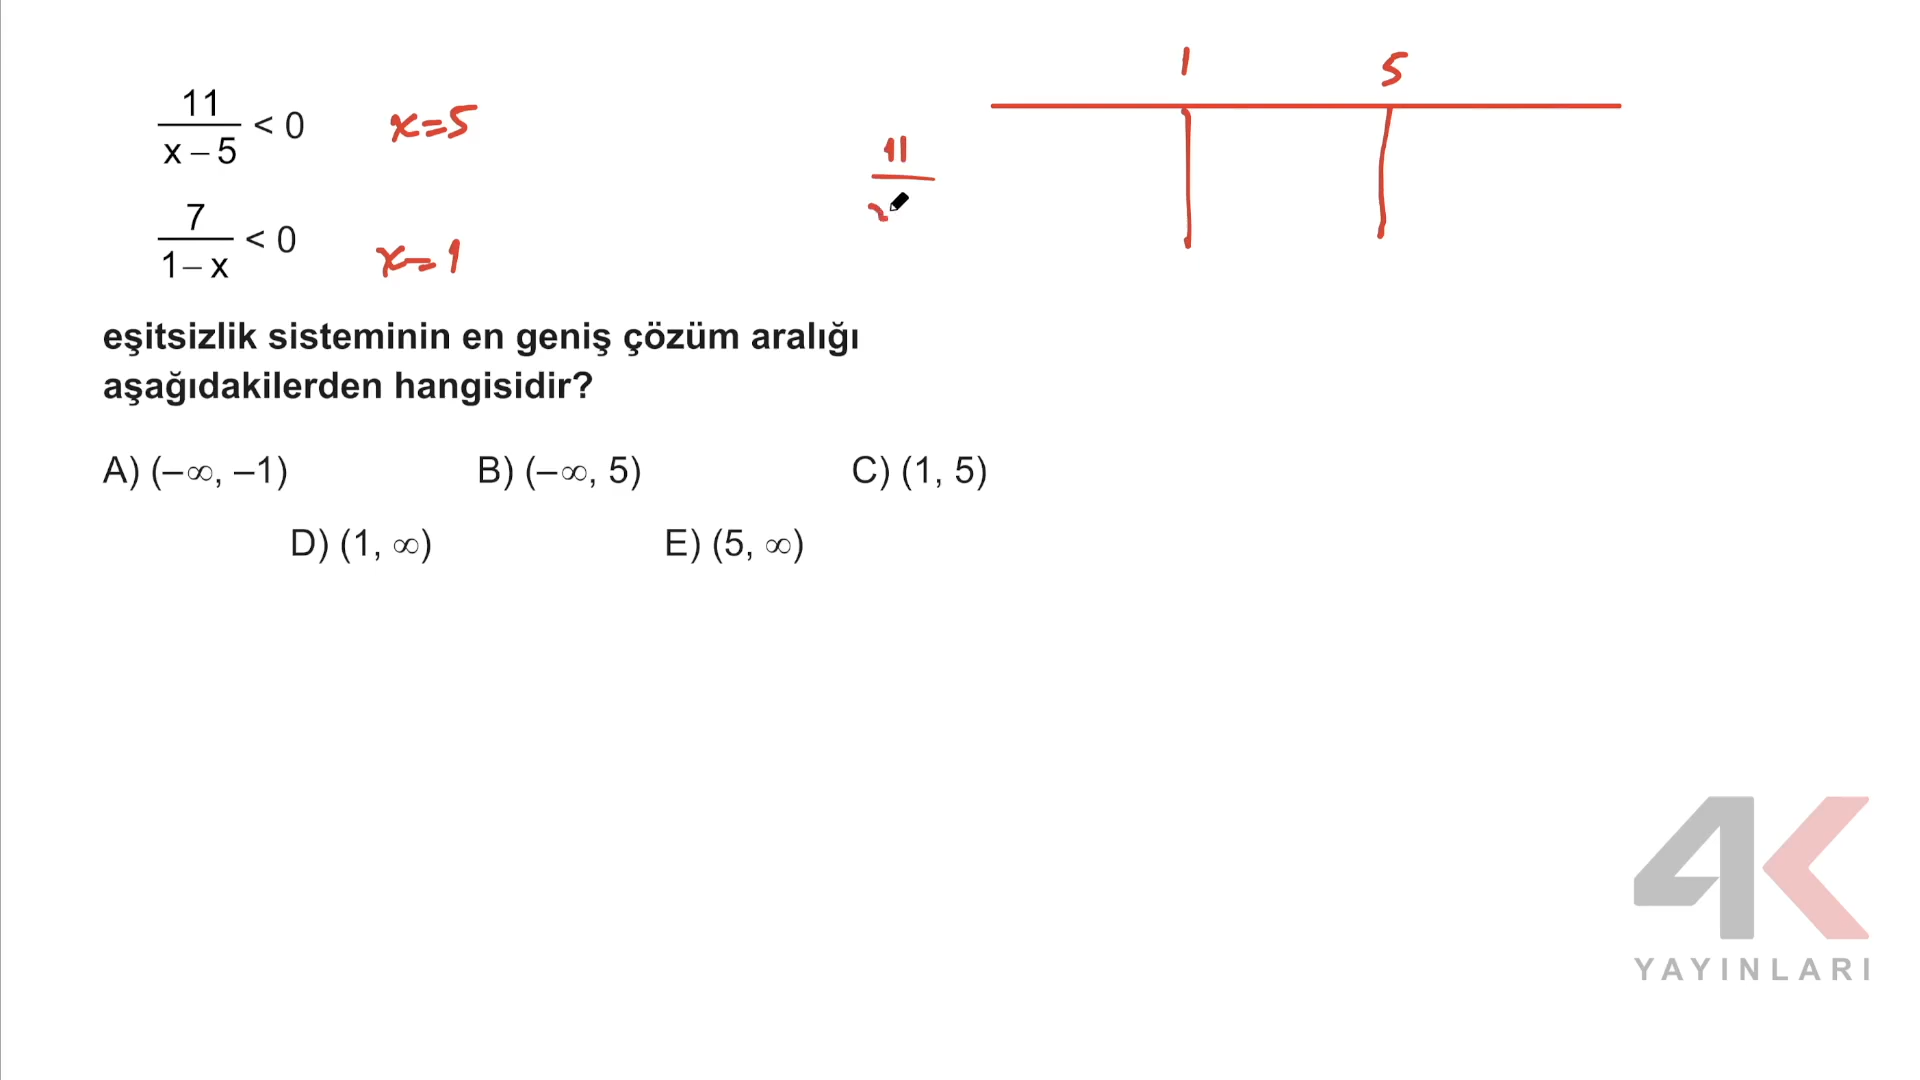 11
x – 5
< 0
x=5
7
1– x
< 0
x=1
1 5
11
eşitsizlik sisteminin en geniş çözüm aralığı
aşağıdakilerden hangisidir?
A) (–∞, –1) B) (–∞, 5) C) (1, 5)
D) (1, ∞) E) (5, ∞)
4K
YAYINLARI